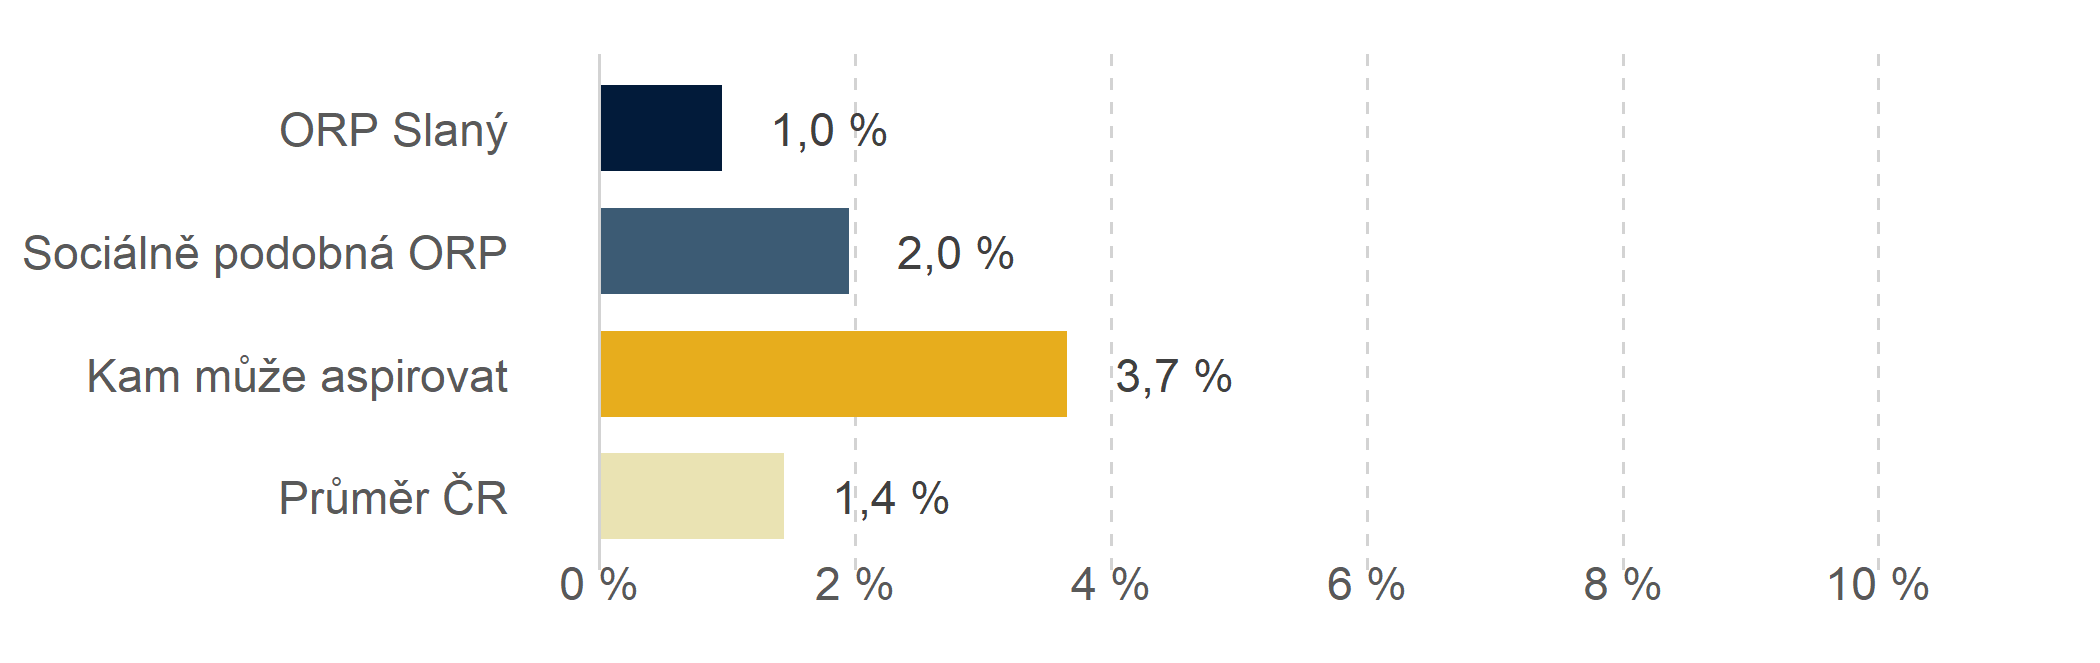 ORP Slaný 1,0 %
Sociálně podobná ORP 2,0 %
Kam může aspirovat 3,7 %
Průměr ČR 1,4 %
0 % 2 % 4 % 6 % 8 % 10 %